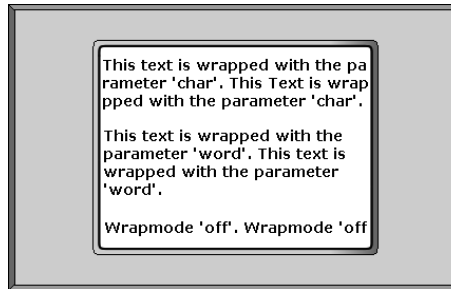 This text is wrapped with the pa
rameter 'char'. This Text is wrap
pped with the parameter 'char'.
This text is wrapped with the
parameter 'word'. This text is
wrapped with the parameter
'word'.
Wrapmode 'off'. Wrapmode 'off